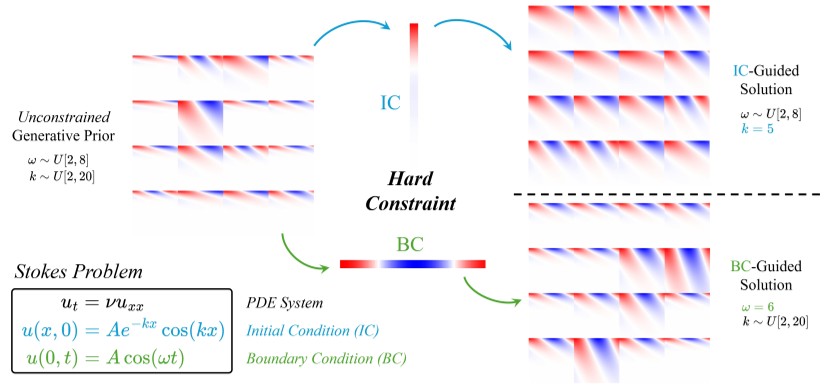 Unconstrained
Generative Prior
ω ∼ U[2, 8]
k ∼ U[2, 20]
IC
Hard
Constraint
BC
IC-Guided
Solution
ω ∼ U[2, 8]
k = 5
BC-Guided
Solution
ω = 6
k ∼ U[2, 20]
Stokes Problem
u_t = νu_{xx}
PDE System
u(x, 0) = Ae^{−kx} cos(kx)
Initial Condition (IC)
u(0, t) = A cos(ωt)
Boundary Condition (BC)